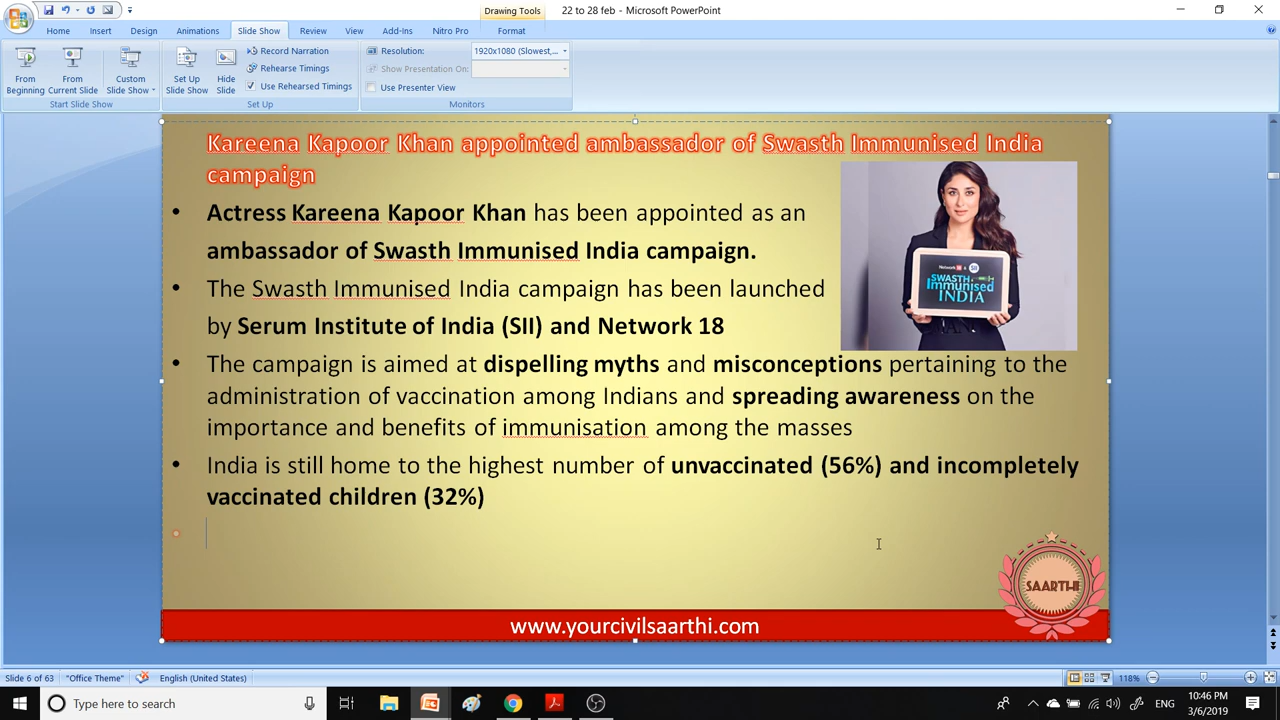 Drawing Tools
22 to 28 feb - Microsoft PowerPoint
Home Insert Design Animations Slide Show Review View Add-Ins Nitro Pro Format
From Beginning
From Current Slide
Custom Slide Show
Set Up Slide Show
Hide Slide
Record Narration
Rehearse Timings
Use Rehearsed Timings
Resolution: 1920x1080 (Slowest,...
Show Presentation On:
Use Presenter View
Start Slide Show Set Up Monitors
Kareena Kapoor Khan appointed ambassador of Swasth Immunised India
campaign
• Actress Kareena Kapoor Khan has been appointed as an
ambassador of Swasth Immunised India campaign.
• The Swasth Immunised India campaign has been launched
by Serum Institute of India (SII) and Network 18
Network 18 & SII
SWASTH
Immunised
INDIA
• The campaign is aimed at dispelling myths and misconceptions pertaining to the
administration of vaccination among Indians and spreading awareness on the
importance and benefits of immunisation among the masses
• India is still home to the highest number of unvaccinated (56%) and incompletely
vaccinated children (32%)
SAARTHI
www.yourcivilsaarthi.com
Slide 6 of 63 "Office Theme" English (United States) 118%
Type here to search
ENG
10:46 PM
3/6/2019